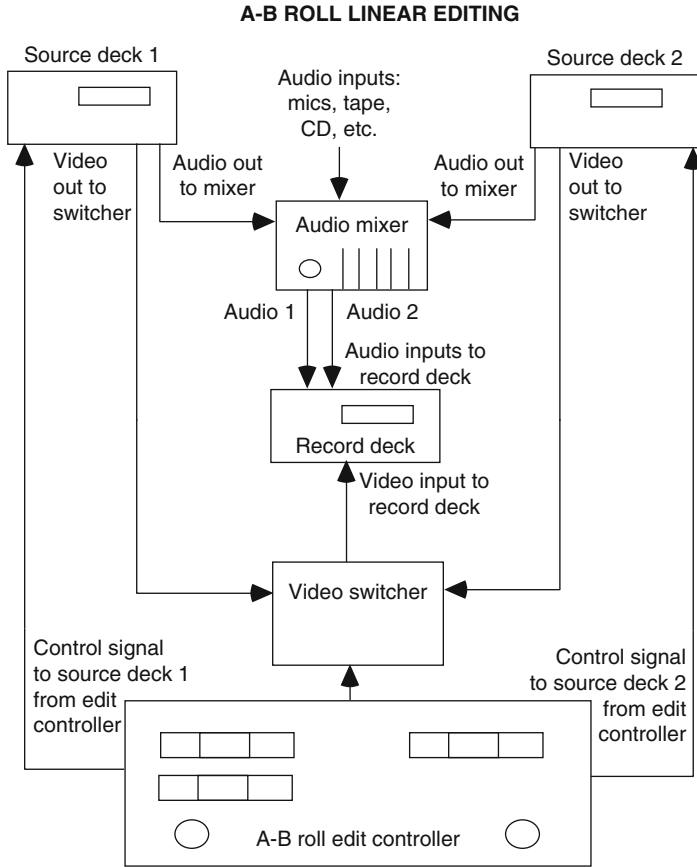 A-B ROLL LINEAR EDITING
Source deck 1
Source deck 2
Audio inputs:
mics, tape,
CD, etc.
Video
out to
switcher
Audio out
to mixer
Audio out
to mixer
Video
out to
switcher
Audio mixer
Audio 1
Audio 2
Audio inputs to
record deck
Record deck
Video input to
record deck
Video switcher
Control signal
to source deck 1
from edit
controller
Control signal
to source deck 2
from edit
controller
A-B roll edit controller